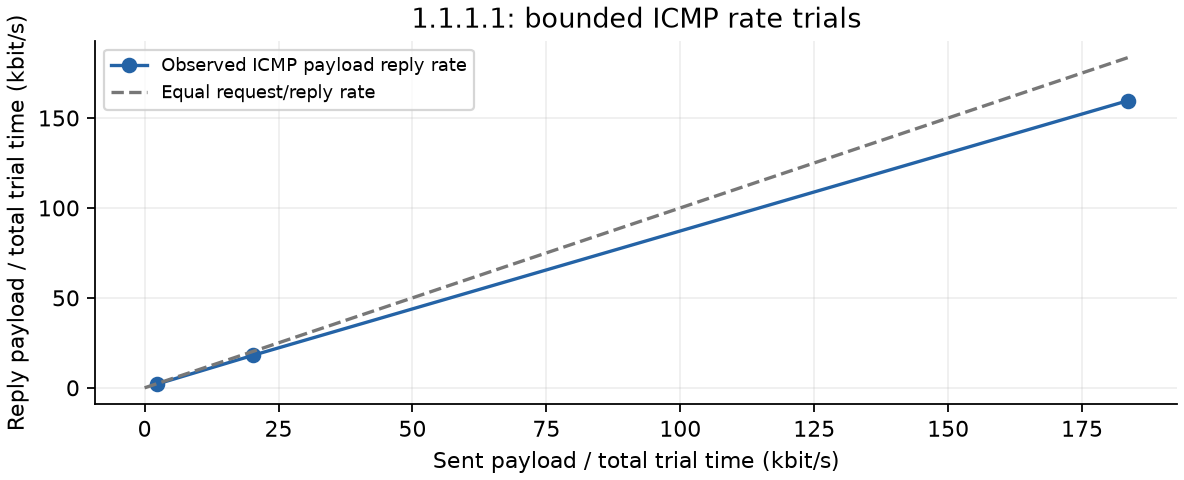 1.1.1.1: bounded ICMP rate trials
Reply payload / total trial time (kbit/s)
Observed ICMP payload reply rate
Equal request/reply rate
150
100
50
0
0 25 50 75 100 125 150 175
Sent payload / total trial time (kbit/s)